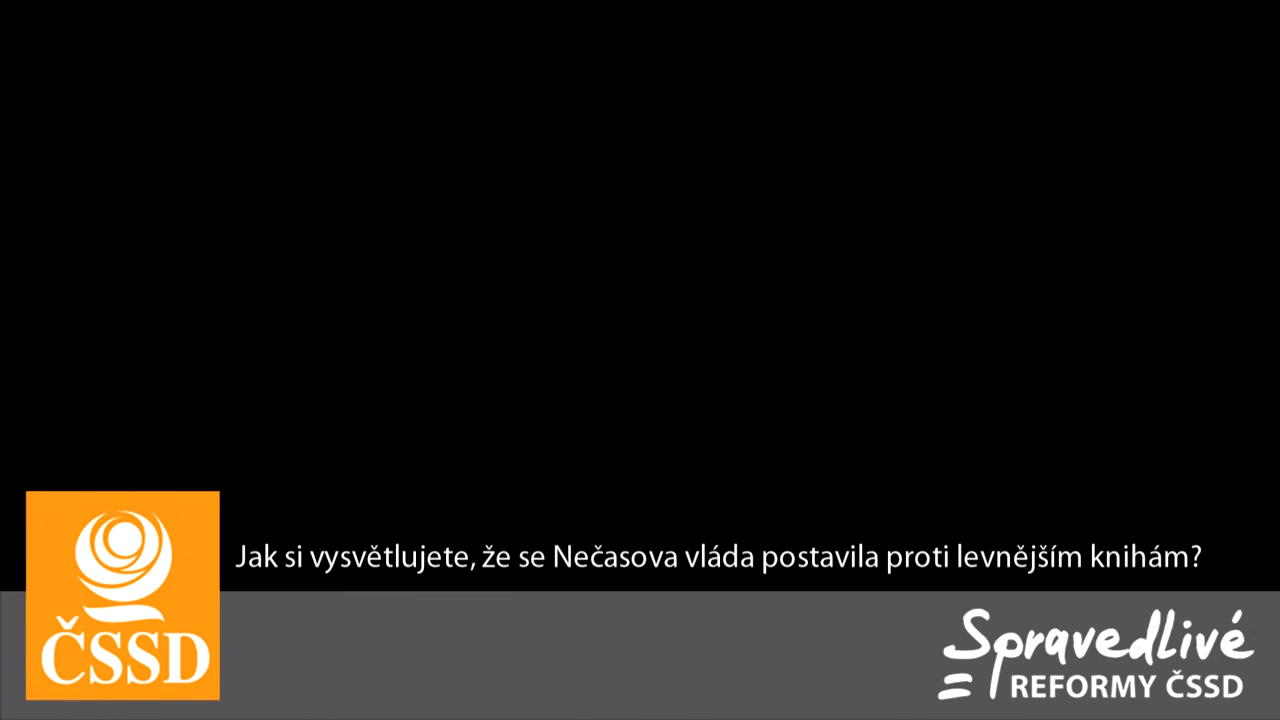 Jak si vysvětlujete, že se Nečasova vláda postavila proti levnějším knihám?
ČSSD
Spravedlivé
REFORMY ČSSD